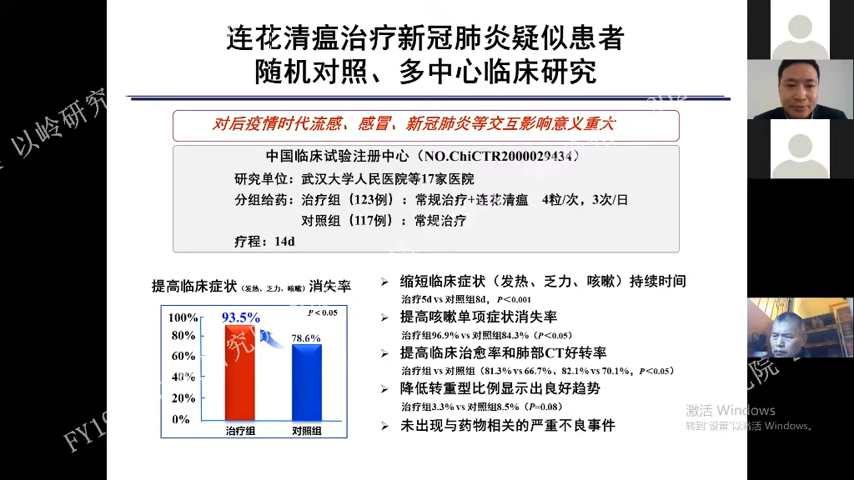 连花清瘟治疗新冠肺炎疑似患者
随机对照、多中心临床研究
对后疫情时代流感、感冒、新冠肺炎等交互影响意义重大
中国临床试验注册中心（NO.ChiCTR2000029434）
研究单位：武汉大学人民医院等17家医院
分组给药：治疗组（123例）：常规治疗+连花清瘟 4粒/次，3次/日
对照组（117例）：常规治疗
疗程：14d
提高临床症状（发热、乏力、咳嗽）消失率
P＜0.05
100%
80%
60%
40%
20%
0%
93.5%
78.6%
治疗组
对照组
➢ 缩短临床症状（发热、乏力、咳嗽）持续时间
治疗5d vs 对照组8d，P＜0.001
➢ 提高咳嗽单项症状消失率
治疗组96.9% vs 对照组84.3%（P＜0.05）
➢ 提高临床治愈率和肺部CT好转率
治疗组 vs 对照组（81.3% vs 66.7%、82.1% vs 70.1%，P＜0.05）
➢ 降低转重型比例显示出良好趋势
治疗组3.3% vs 对照组8.5%（P=0.08）
➢ 未出现与药物相关的严重不良事件
激活 Windows
转到"设置"以激活 Windows。
以岭研究
FY19